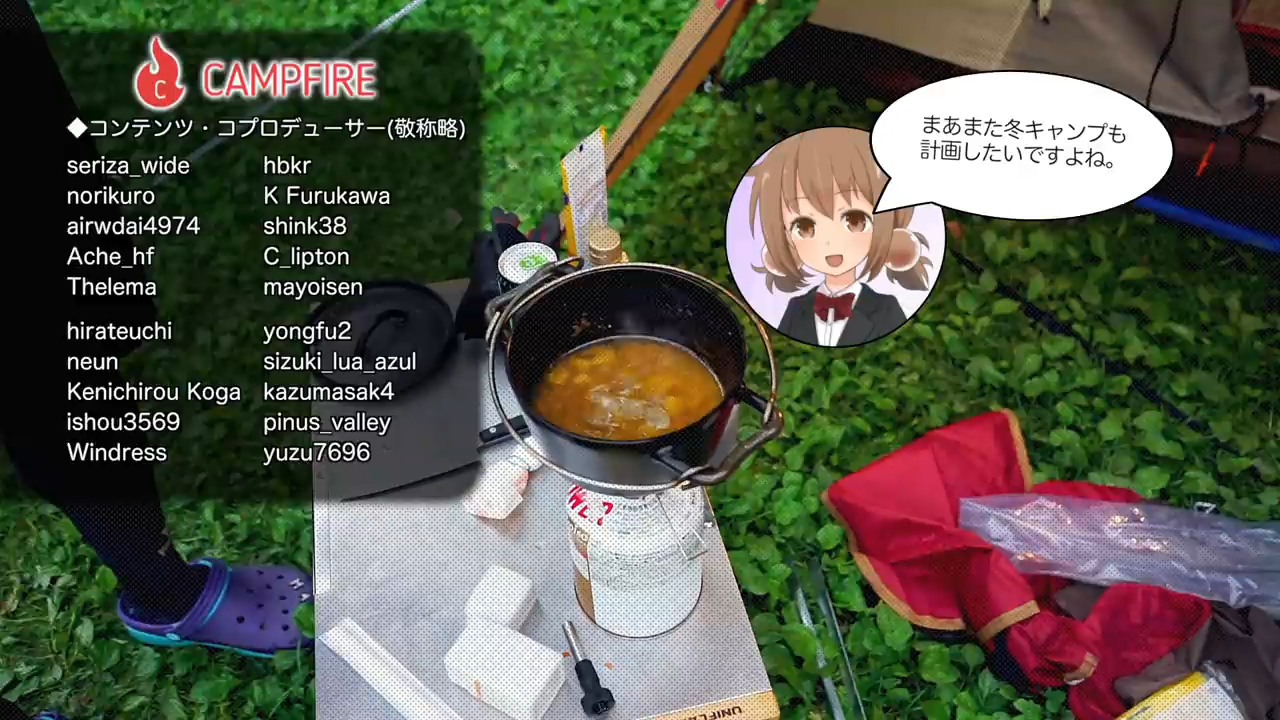 CAMPFIRE
◆コンテンツ・コプロデューサー(敬称略)
seriza_wide
norikuro
airwdai4974
Ache_hf
Thelema
hirateuchi
neun
Kenichirou Koga
ishou3569
Windress
hbkr
K Furukawa
shink38
C_lipton
mayoisen
yongfu2
sizuki_lua_azul
kazumasak4
pinus_valley
yuzu7696
まあまた冬キャンプも
計画したいですよね。